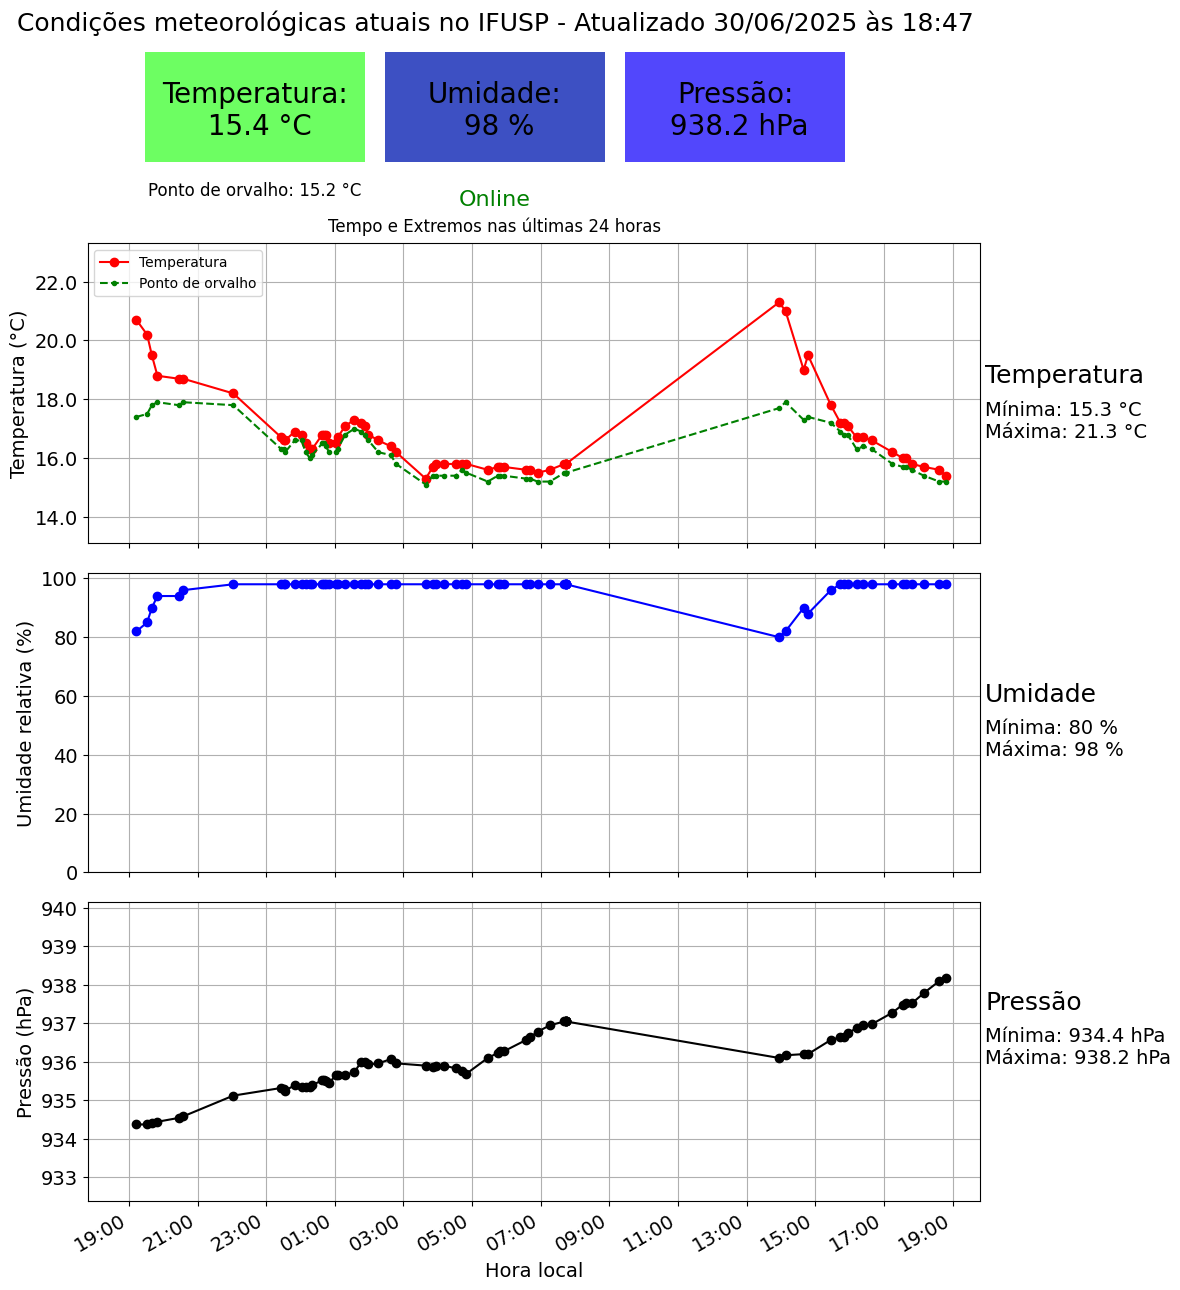 Condições meteorológicas atuais no IFUSP - Atualizado 30/06/2025 às 18:47
Temperatura:
15.4 °C
Umidade:
98 %
Pressão:
938.2 hPa
Ponto de orvalho: 15.2 °C
Online
Tempo e Extremos nas últimas 24 horas
Temperatura
Ponto de orvalho
Temperatura (°C)
22.0
20.0
18.0
16.0
14.0
Temperatura
Mínima: 15.3 °C
Máxima: 21.3 °C
Umidade relativa (%)
100
80
60
40
20
0
Umidade
Mínima: 80 %
Máxima: 98 %
Pressão (hPa)
940
939
938
937
936
935
934
933
Pressão
Mínima: 934.4 hPa
Máxima: 938.2 hPa
19:00
21:00
23:00
01:00
03:00
05:00
07:00
09:00
11:00
13:00
15:00
17:00
19:00
Hora local